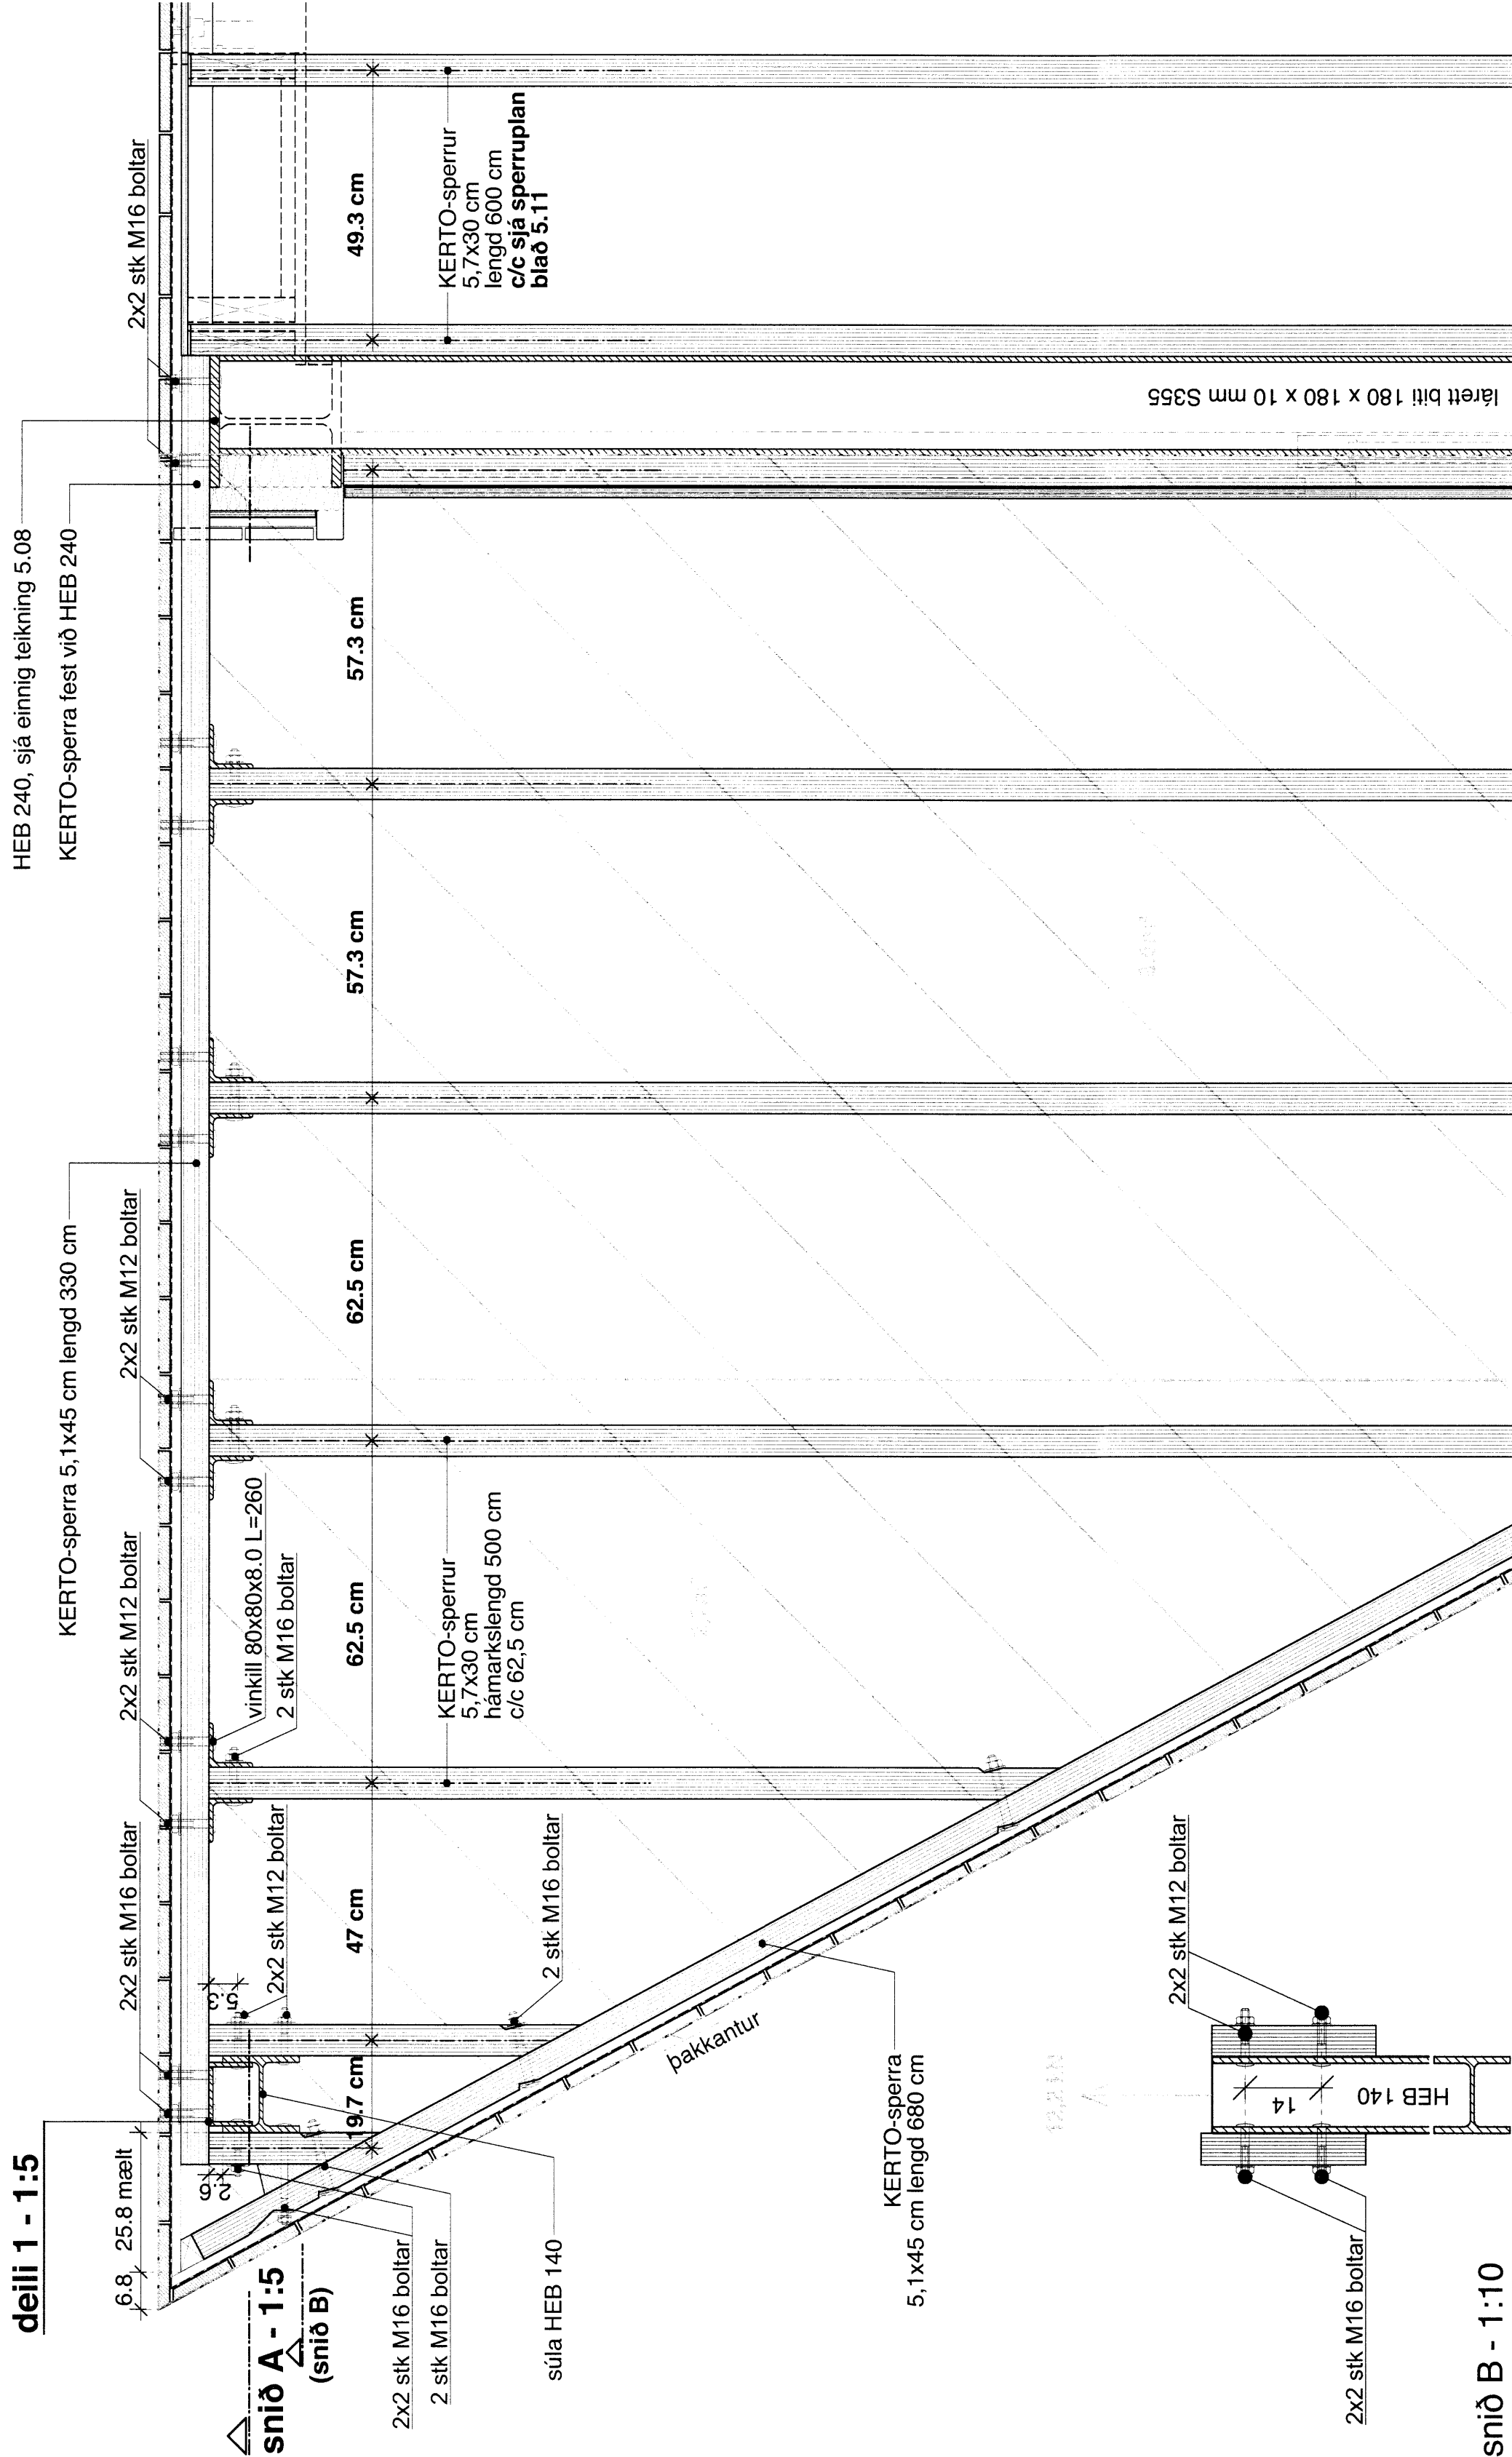 deili 1 - 1:5
HEB 240, sjá einnig teikning 5.08
KERTO-sperra fest við HEB 240
KERTO-sperra 5,1x45 cm lengd 330 cm
2x2 stk M16 boltar
2x2 stk M12 boltar
2x2 stk M12 boltar
2x2 stk M16 boltar
6.8
25.8 mælt
2.6
5.3
vinkill 80x80x8.0 L=260
2 stk M16 boltar
2x2 stk M12 boltar
snið A - 1:5
(snið B)
19.7 cm
47 cm
62.5 cm
62.5 cm
57.3 cm
57.3 cm
49.3 cm
2x2 stk M16 boltar
2 stk M16 boltar
KERTO-sperrur
5,7x30 cm
hámarkslengd 500 cm
c/c 62,5 cm
KERTO-sperrur
5,7x30 cm
lengd 600 cm
c/c sjá sperruplan
blað 5.11
súla HEB 140
2 stk M16 boltar
þakkantur
KERTO-sperra
5,1x45 cm lengd 680 cm
lárétt biti 180 x 180 x 10 mm S355
2x2 stk M12 boltar
14
HEB 140
2x2 stk M16 boltar
snið B - 1:10